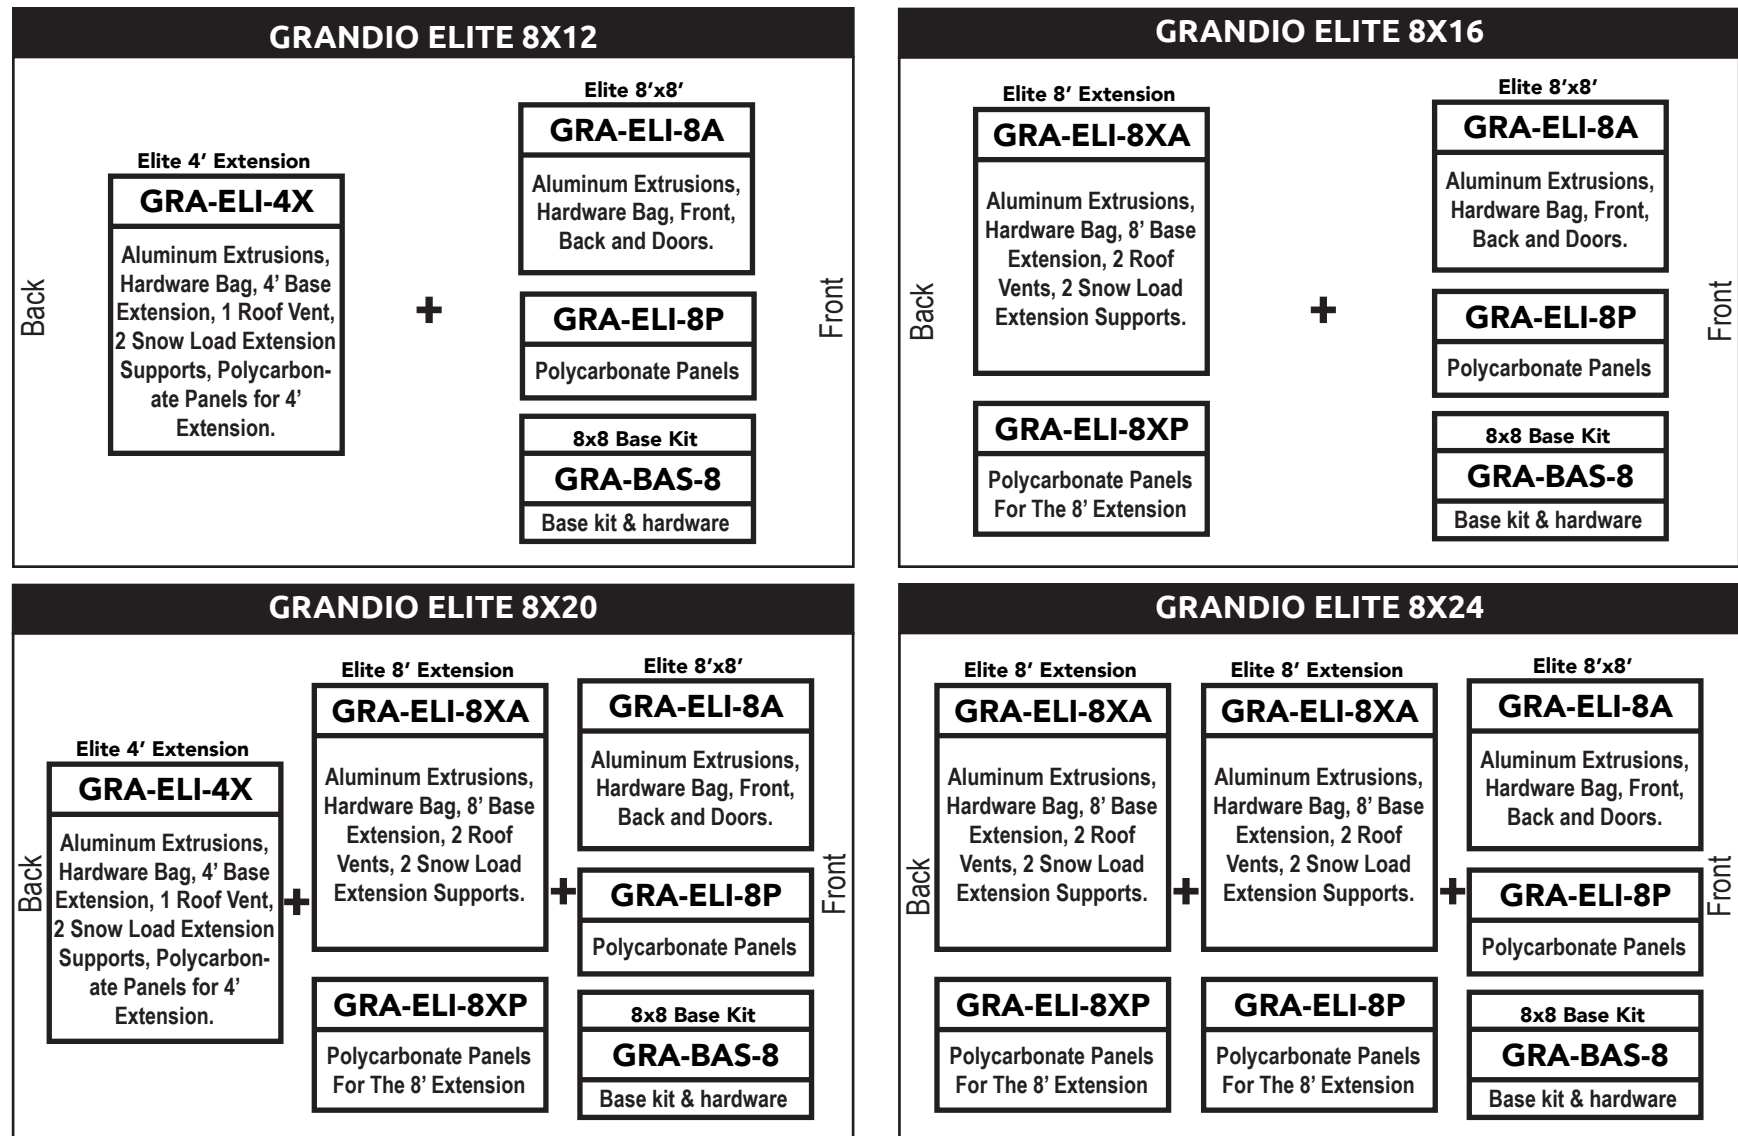 GRANDIO ELITE 8X12
Back
Elite 4’ Extension
GRA-ELI-4X
Aluminum Extrusions,
Hardware Bag, 4’ Base
Extension, 1 Roof Vent,
2 Snow Load Extension
Supports, Polycarbon-
ate Panels for 4’
Extension.
+
Elite 8’x8’
GRA-ELI-8A
Aluminum Extrusions,
Hardware Bag, Front,
Back and Doors.
GRA-ELI-8P
Polycarbonate Panels
8x8 Base Kit
GRA-BAS-8
Base kit & hardware
Front
GRANDIO ELITE 8X16
Back
Elite 8’ Extension
GRA-ELI-8XA
Aluminum Extrusions,
Hardware Bag, 8’ Base
Extension, 2 Roof
Vents, 2 Snow Load
Extension Supports.
GRA-ELI-8XP
Polycarbonate Panels
For The 8’ Extension
+
Elite 8’x8’
GRA-ELI-8A
Aluminum Extrusions,
Hardware Bag, Front,
Back and Doors.
GRA-ELI-8P
Polycarbonate Panels
8x8 Base Kit
GRA-BAS-8
Base kit & hardware
Front
GRANDIO ELITE 8X20
Back
Elite 4’ Extension
GRA-ELI-4X
Aluminum Extrusions,
Hardware Bag, 4’ Base
Extension, 1 Roof Vent,
2 Snow Load Extension
Supports, Polycarbon-
ate Panels for 4’
Extension.
+
Elite 8’ Extension
GRA-ELI-8XA
Aluminum Extrusions,
Hardware Bag, 8’ Base
Extension, 2 Roof
Vents, 2 Snow Load
Extension Supports.
GRA-ELI-8XP
Polycarbonate Panels
For The 8’ Extension
+
Elite 8’x8’
GRA-ELI-8A
Aluminum Extrusions,
Hardware Bag, Front,
Back and Doors.
GRA-ELI-8P
Polycarbonate Panels
8x8 Base Kit
GRA-BAS-8
Base kit & hardware
Front
GRANDIO ELITE 8X24
Back
Elite 8’ Extension
GRA-ELI-8XA
Aluminum Extrusions,
Hardware Bag, 8’ Base
Extension, 2 Roof
Vents, 2 Snow Load
Extension Supports.
GRA-ELI-8XP
Polycarbonate Panels
For The 8’ Extension
+
Elite 8’ Extension
GRA-ELI-8XA
Aluminum Extrusions,
Hardware Bag, 8’ Base
Extension, 2 Roof
Vents, 2 Snow Load
Extension Supports.
GRA-ELI-8P
Polycarbonate Panels
For The 8’ Extension
+
Elite 8’x8’
GRA-ELI-8A
Aluminum Extrusions,
Hardware Bag, Front,
Back and Doors.
GRA-ELI-8P
Polycarbonate Panels
8x8 Base Kit
GRA-BAS-8
Base kit & hardware
Front